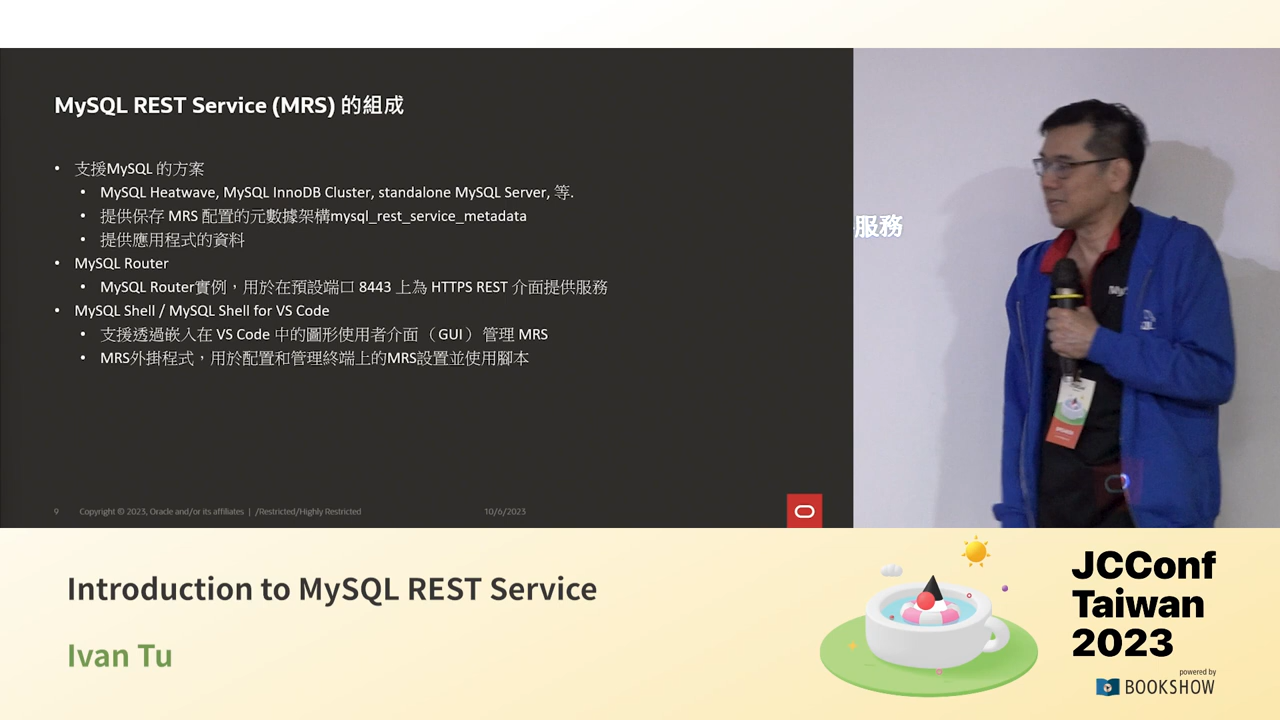 MySQL REST Service (MRS) 的組成
• 支援MySQL 的方案
• MySQL Heatwave, MySQL InnoDB Cluster, standalone MySQL Server, 等.
• 提供保存 MRS 配置的元數據架構mysql_rest_service_metadata
• 提供應用程式的資料
• MySQL Router
• MySQL Router實例，用於在預設端口 8443 上為 HTTPS REST 介面提供服務
• MySQL Shell / MySQL Shell for VS Code
• 支援透過嵌入在 VS Code 中的圖形使用者介面 （GUI） 管理 MRS
• MRS外掛程式，用於配置和管理終端上的MRS設置並使用腳本
9 Copyright © 2023, Oracle and/or its affiliates | /Restricted/Highly Restricted 10/6/2023
服務
My
Introduction to MySQL REST Service
Ivan Tu
JCConf
Taiwan
2023
powered by
BOOKSHOW